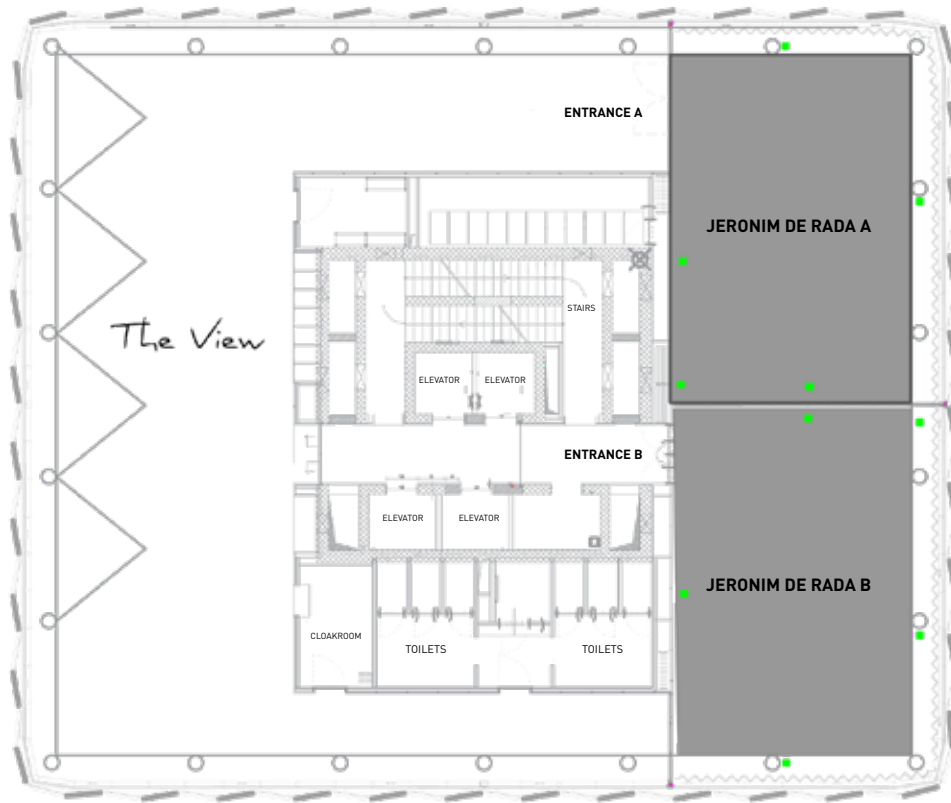 ENTRANCE A
JERONIM DE RADA A
STAIRS
The View
ELEVATOR
ELEVATOR
ENTRANCE B
ELEVATOR
ELEVATOR
JERONIM DE RADA B
CLOAKROOM
TOILETS
TOILETS